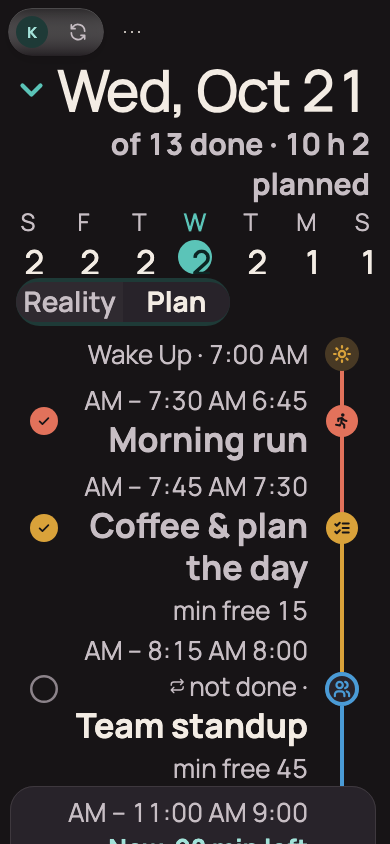 K
...
Wed, Oct 21
of 13 done · 10 h 2
planned
S F T W T M S
2 2 2 2 2 1 1
Reality Plan
Wake Up · 7:00 AM
AM – 7:30 AM 6:45
Morning run
AM – 7:45 AM 7:30
Coffee & plan
the day
min free 15
AM – 8:15 AM 8:00
not done ·
Team standup
min free 45
AM – 11:00 AM 9:00